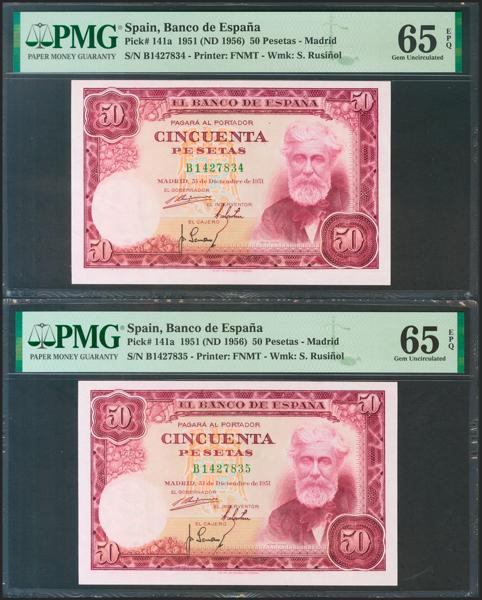 PMG
PAPER MONEY GUARANTY
Spain, Banco de España
Pick# 141a 1951 (ND 1956) 50 Pesetas - Madrid
S/N B1427834 - Printer: FNMT - Wmk: S. Rusiñol
65 EPQ
Gem Uncirculated
50
50
EL BANCO DE ESPAÑA
PAGARÁ AL PORTADOR
CINCUENTA
PESETAS
B1427834
MADRID, 31 de Diciembre de 1951
EL GOBERNADOR
EL INTERVENTOR
EL CAJERO
50
50
PMG
PAPER MONEY GUARANTY
Spain, Banco de España
Pick# 141a 1951 (ND 1956) 50 Pesetas - Madrid
S/N B1427835 - Printer: FNMT - Wmk: S. Rusiñol
65 EPQ
Gem Uncirculated
50
50
EL BANCO DE ESPAÑA
PAGARÁ AL PORTADOR
CINCUENTA
PESETAS
B1427835
MADRID, 31 de Diciembre de 1951
EL GOBERNADOR
EL INTERVENTOR
EL CAJERO
50
50